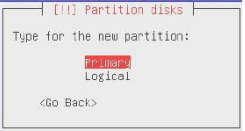 [!!] Partition disks
Type for the new partition:
Primary
Logical
<Go Back>